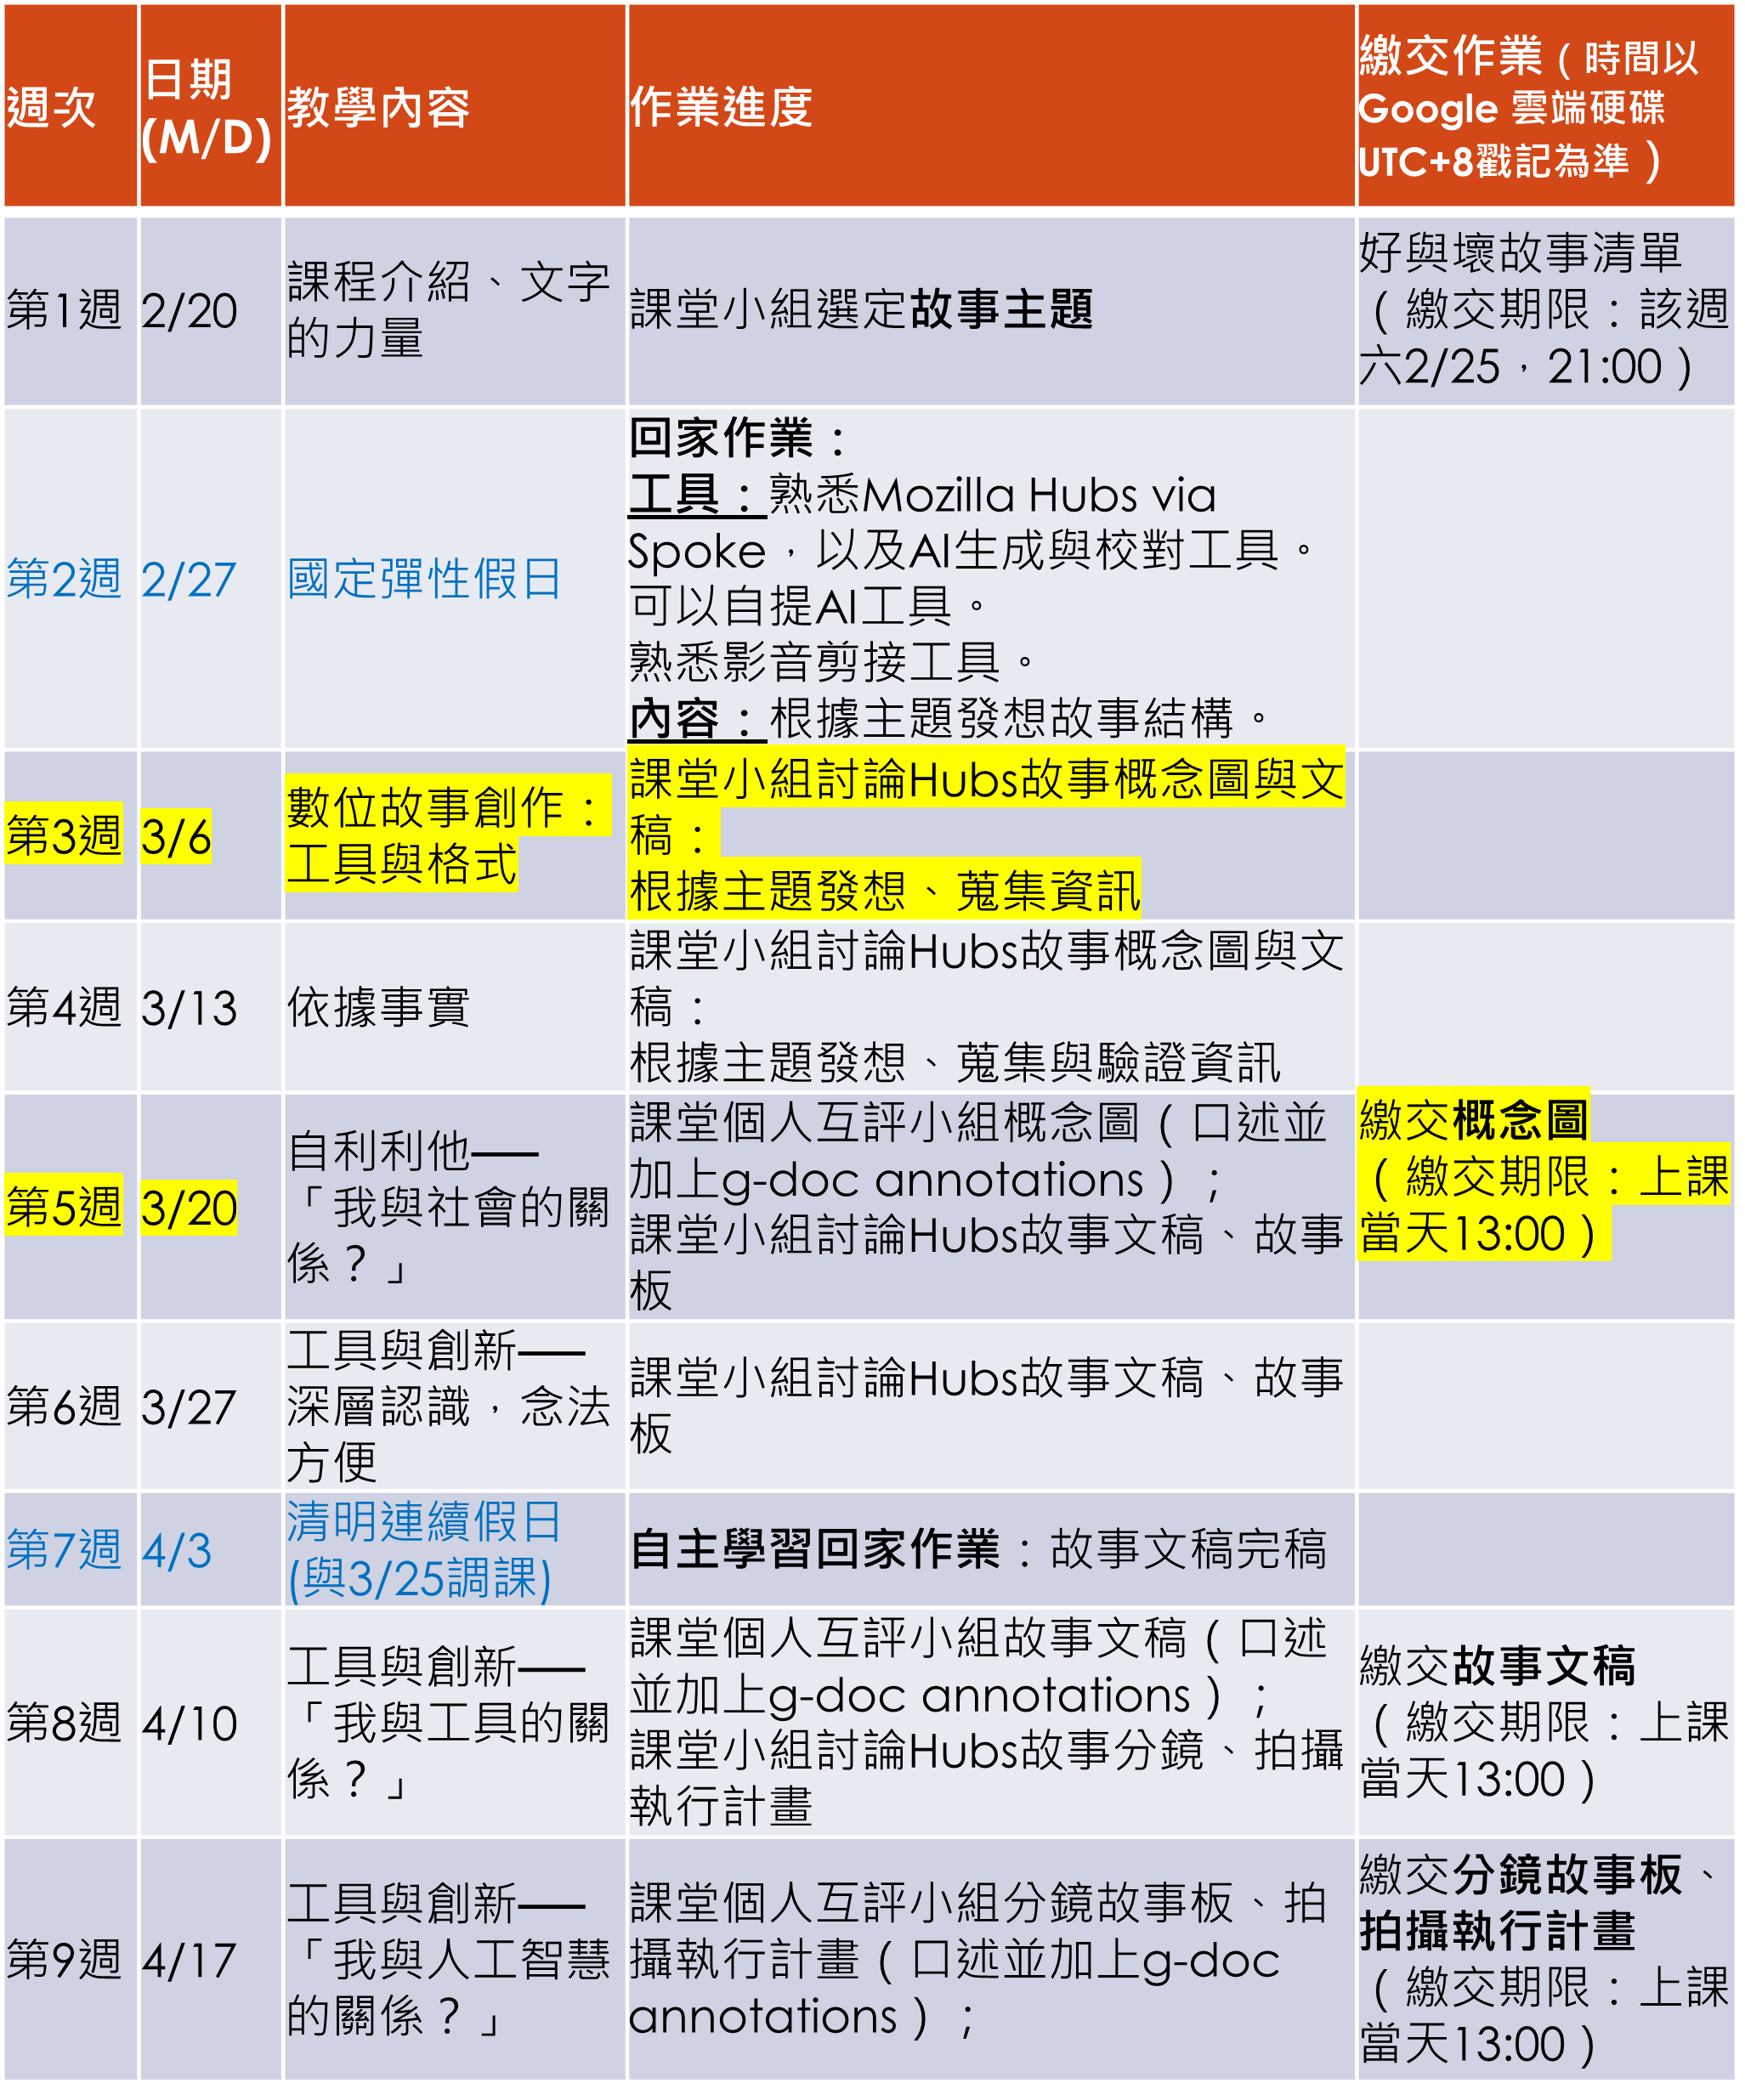 週次
日期
(M/D)
教學內容
作業進度
繳交作業（時間以
Google 雲端硬碟
UTC+8戳記為準）
第1週
2/20
課程介紹、文字
的力量
課堂小組選定故事主題
好與壞故事清單
（繳交期限：該週
六2/25，21:00）
第2週
2/27
國定彈性假日
回家作業：
工具：熟悉Mozilla Hubs via
Spoke，以及AI生成與校對工具。
可以自提AI工具。
熟悉影音剪接工具。
內容：根據主題發想故事結構。
第3週
3/6
數位故事創作：
工具與格式
課堂小組討論Hubs故事概念圖與文
稿：
根據主題發想、蒐集資訊
第4週
3/13
依據事實
課堂小組討論Hubs故事概念圖與文
稿：
根據主題發想、蒐集與驗證資訊
第5週
3/20
自利利他——
「我與社會的關
係？」
課堂個人互評小組概念圖（口述並
加上g-doc annotations）；
課堂小組討論Hubs故事文稿、故事
板
繳交概念圖
（繳交期限：上課
當天13:00）
第6週
3/27
工具與創新——
深層認識，念法
方便
課堂小組討論Hubs故事文稿、故事
板
第7週
4/3
清明連續假日
(與3/25調課)
自主學習回家作業：故事文稿完稿
第8週
4/10
工具與創新——
「我與工具的關
係？」
課堂個人互評小組故事文稿（口述
並加上g-doc annotations）；
課堂小組討論Hubs故事分鏡、拍攝
執行計畫
繳交故事文稿
（繳交期限：上課
當天13:00）
第9週
4/17
工具與創新——
「我與人工智慧
的關係？」
課堂個人互評小組分鏡故事板、拍
攝執行計畫（口述並加上g-doc
annotations）；
繳交分鏡故事板、
拍攝執行計畫
（繳交期限：上課
當天13:00）